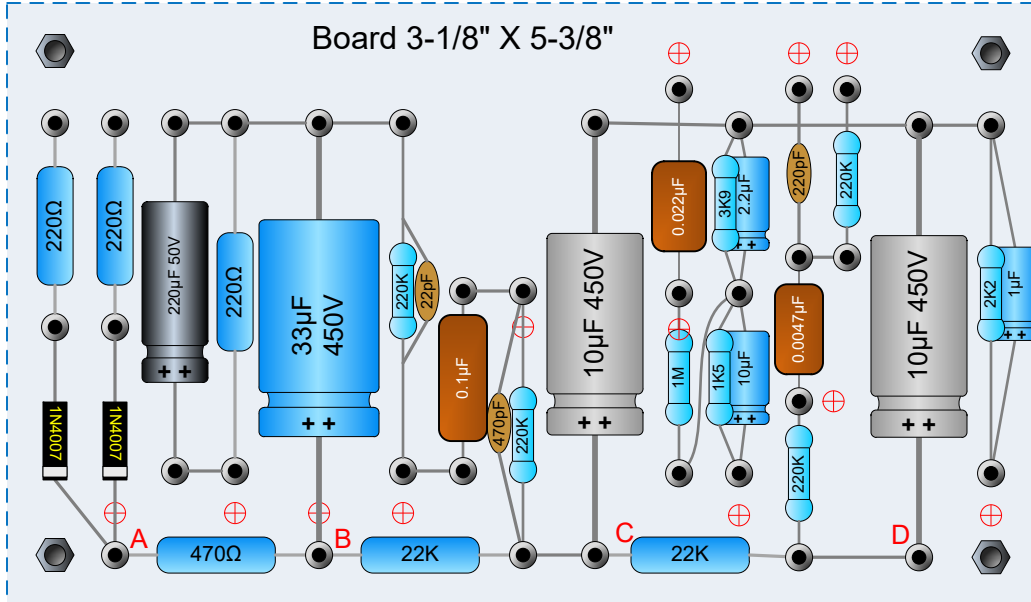 Board 3-1/8" X 5-3/8"
220Ω
220Ω
220µF 50V
++
220Ω
33µF
450V
++
220K
22pF
0.1µF
470pF
220K
10µF 450V
++
0.022µF
1M
3K9
2.2µF
++
1K5
10µF
++
220pF
220K
0.0047µF
220K
10µF 450V
++
2K2
1µF
++
1N4007
1N4007
A
470Ω
B
22K
C
22K
D